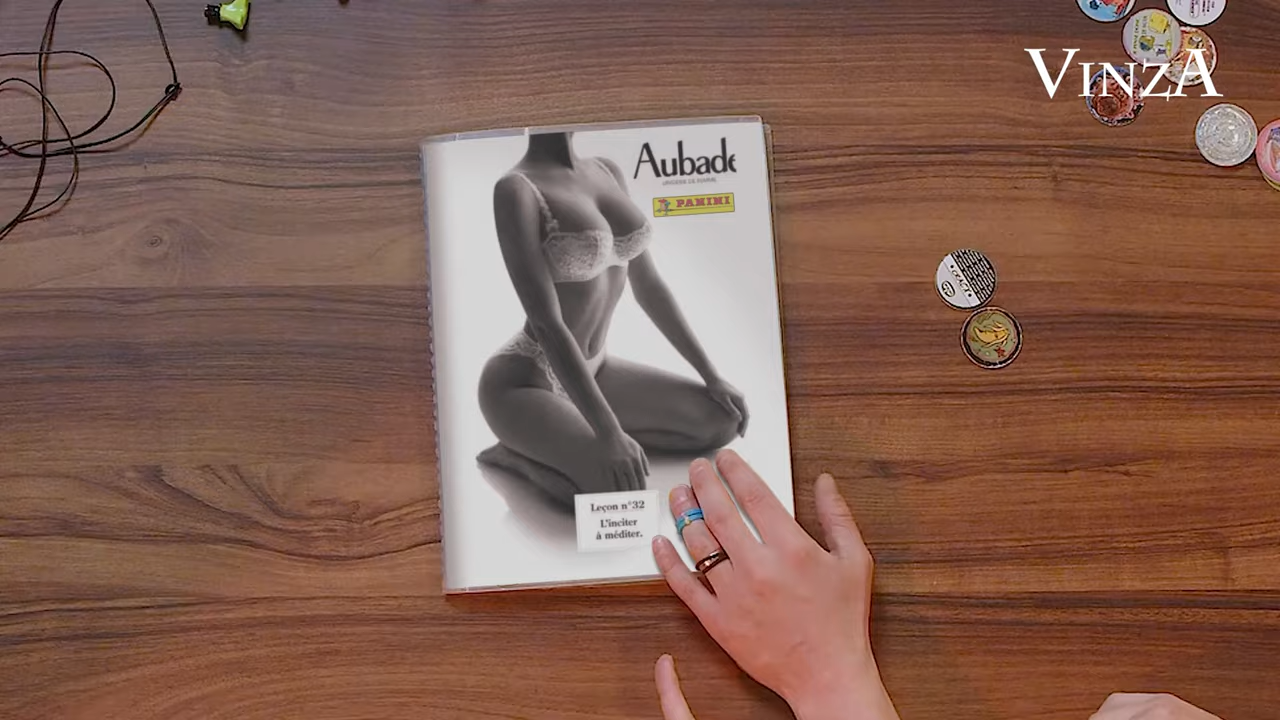 VINZA
Aubade
PANINI
Leçon n°32
L'inciter
à méditer.